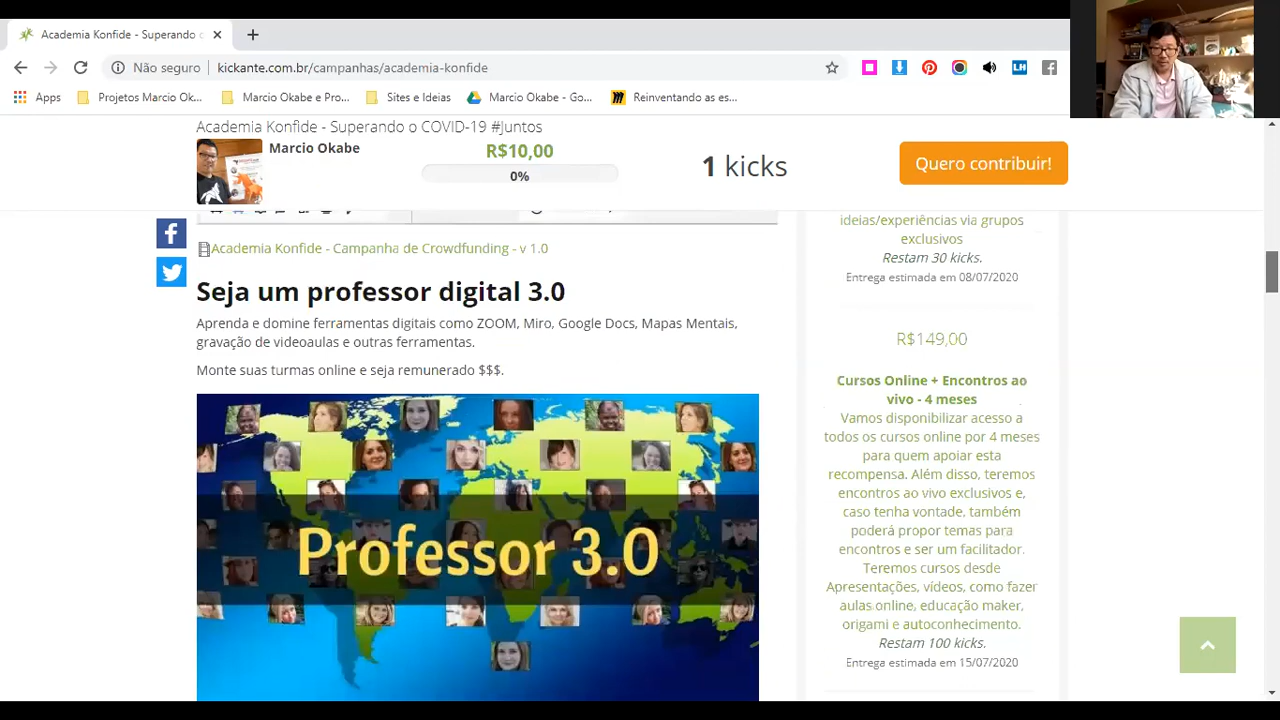 Academia Konfide - Superando o
Não seguro
kickante.com.br/campanhas/academia-konfide
LH
Apps
Projetos Marcio Ok...
Marcio Okabe e Pro...
Sites e Ideias
Marcio Okabe - Go...
Reinventando as es...
Academia Konfide - Superando o COVID-19 #Juntos
Marcio Okabe
R$10,00
0%
1 kicks
Quero contribuir!
Academia Konfide - Campanha de Crowdfunding - v 1.0
Seja um professor digital 3.0
Aprenda e domine ferramentas digitais como ZOOM, Miro, Google Docs, Mapas Mentais,
gravação de videoaulas e outras ferramentas.
Monte suas turmas online e seja remunerado $$$.
Professor 3.0
ideias/experiências via grupos
exclusivos
Restam 30 kicks.
Entrega estimada em 08/07/2020
R$149,00
Cursos Online + Encontros ao
vivo - 4 meses
Vamos disponibilizar acesso a
todos os cursos online por 4 meses
para quem apoiar esta
recompensa. Além disso, teremos
encontros ao vivo exclusivos e,
caso tenha vontade, também
poderá propor temas para
encontros e ser um facilitador.
Teremos cursos desde
Apresentações, vídeos, como fazer
aulas online, educação maker,
origami e autoconhecimento.
Restam 100 kicks.
Entrega estimada em 15/07/2020